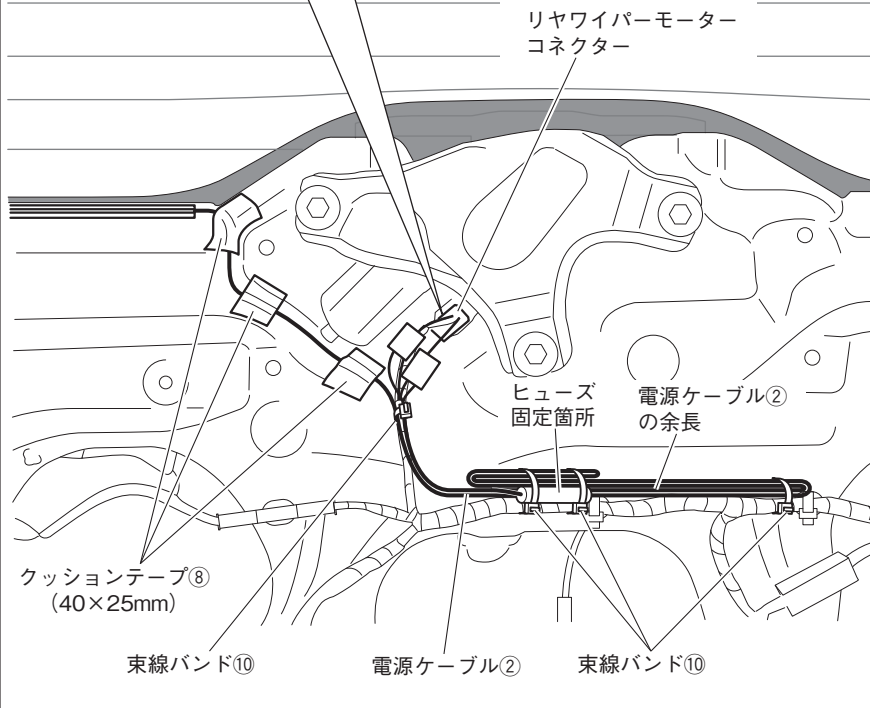 リヤワイパーモーター
コネクター
ヒューズ
固定箇所
電源ケーブル②
の余長
クッションテープ⑧
（40×25mm）
束線バンド⑩
電源ケーブル②
束線バンド⑩